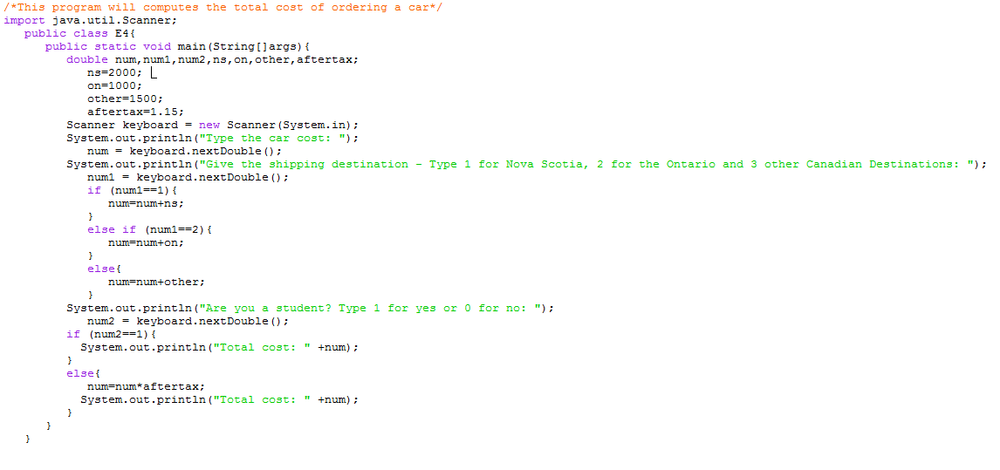 /*This program will computes the total cost of ordering a car*/
import java.util.Scanner;
public class E4{
public static void main(String[]args){
double num,num1,num2,ns,on,other,aftertax;
ns=2000;
on=1000;
other=1500;
aftertax=1.15;
Scanner keyboard = new Scanner(System.in);
System.out.println("Type the car cost: ");
num = keyboard.nextDouble();
System.out.println("Give the shipping destination - Type 1 for Nova Scotia, 2 for the Ontario and 3 other Canadian Destinations: ");
num1 = keyboard.nextDouble();
if (num1==1){
num=num+ns;
}
else if (num1==2){
num=num+on;
}
else{
num=num+other;
}
System.out.println("Are you a student? Type 1 for yes or 0 for no: ");
num2 = keyboard.nextDouble();
if (num2==1){
System.out.println("Total cost: " +num);
}
else{
num=num*aftertax;
System.out.println("Total cost: " +num);
}
}
}